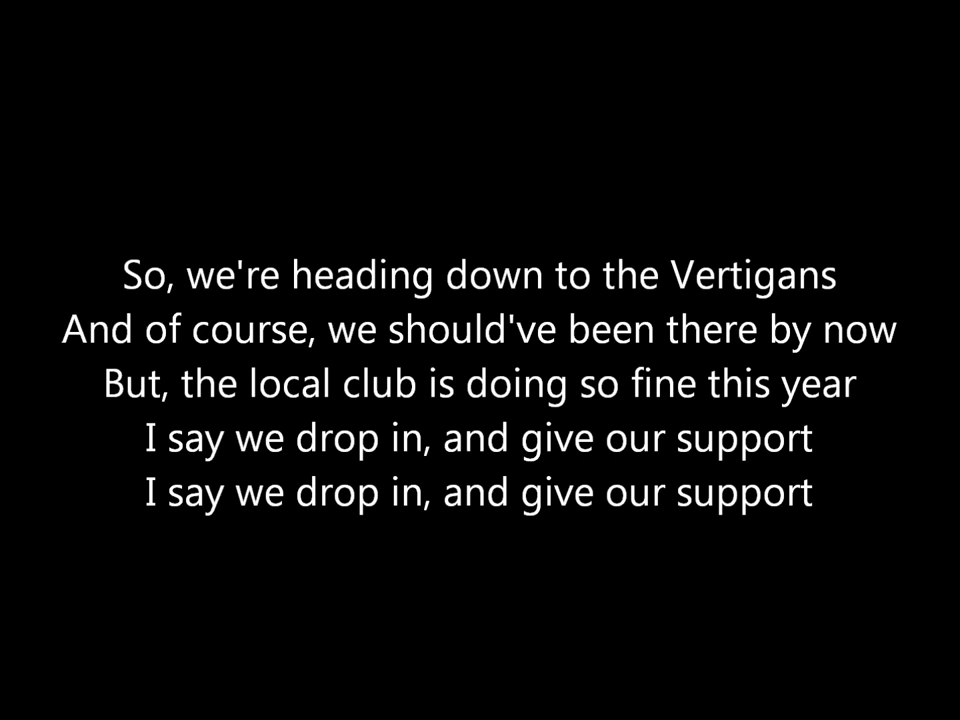 So, we're heading down to the Vertigans
And of course, we should've been there by now
But, the local club is doing so fine this year
I say we drop in, and give our support
I say we drop in, and give our support